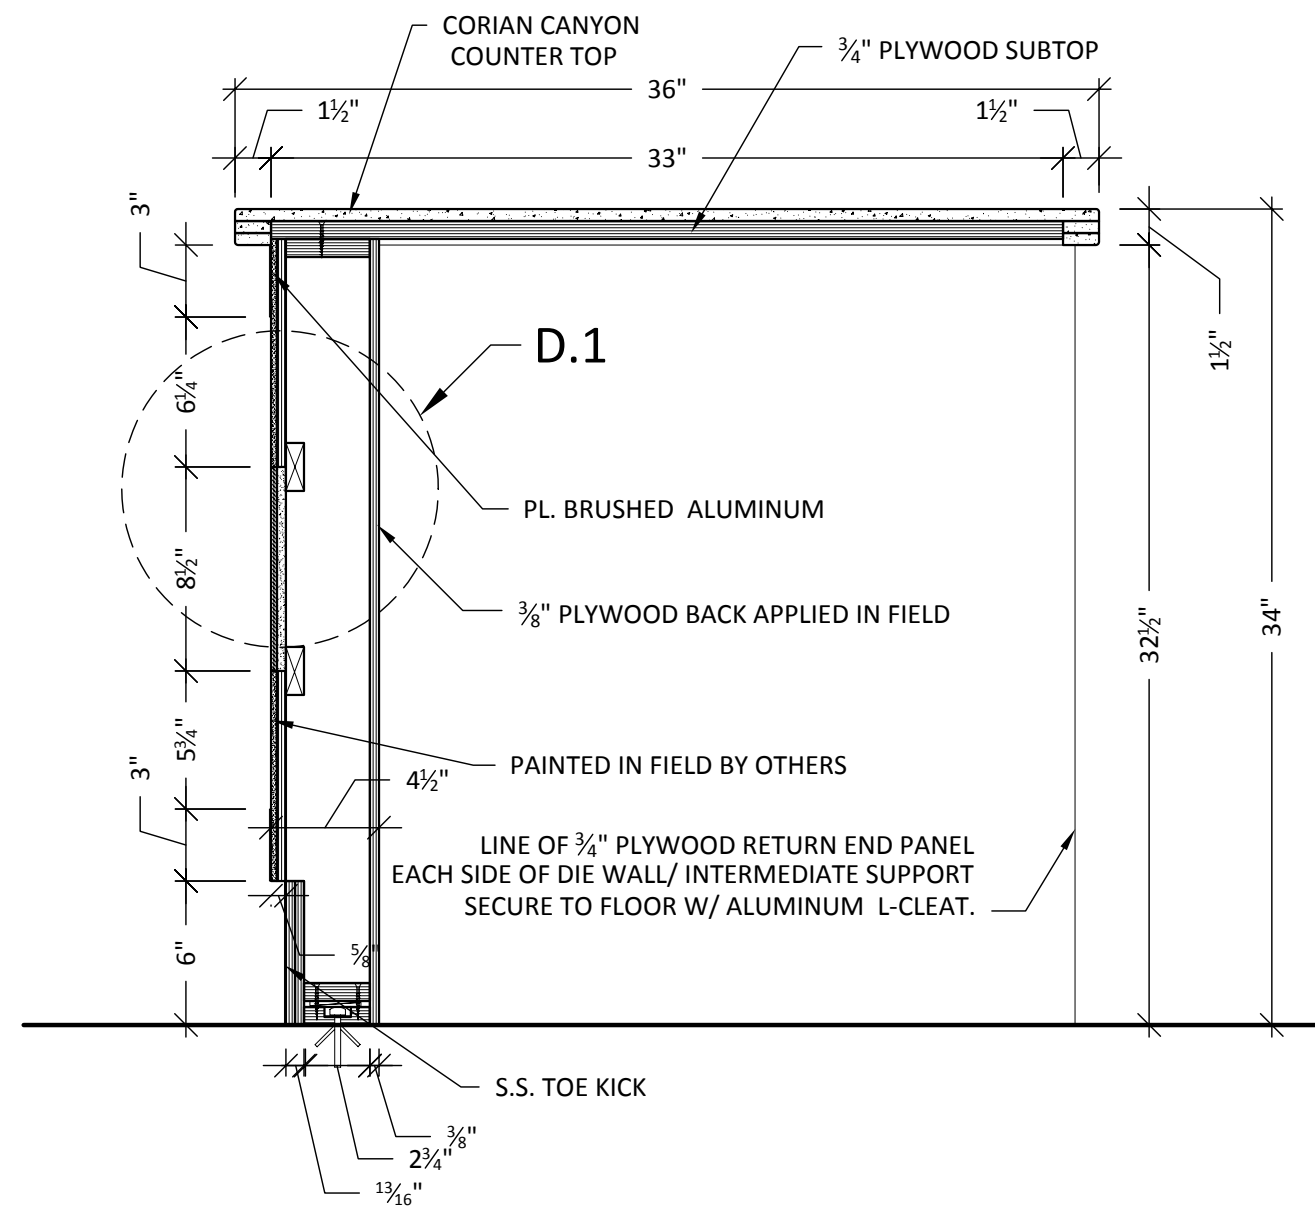 CORIAN CANYON
COUNTER TOP
¾" PLYWOOD SUBTOP
36"
1½"
1½"
33"
3"
D.1
6¼"
1½"
PL. BRUSHED ALUMINUM
8½"
⅜" PLYWOOD BACK APPLIED IN FIELD
32½"
34"
5¾"
3"
PAINTED IN FIELD BY OTHERS
4½"
LINE OF ¾" PLYWOOD RETURN END PANEL
EACH SIDE OF DIE WALL/ INTERMEDIATE SUPPORT
SECURE TO FLOOR W/ ALUMINUM L-CLEAT.
6"
⅝"
S.S. TOE KICK
⅜"
2¾"
13⁄16"